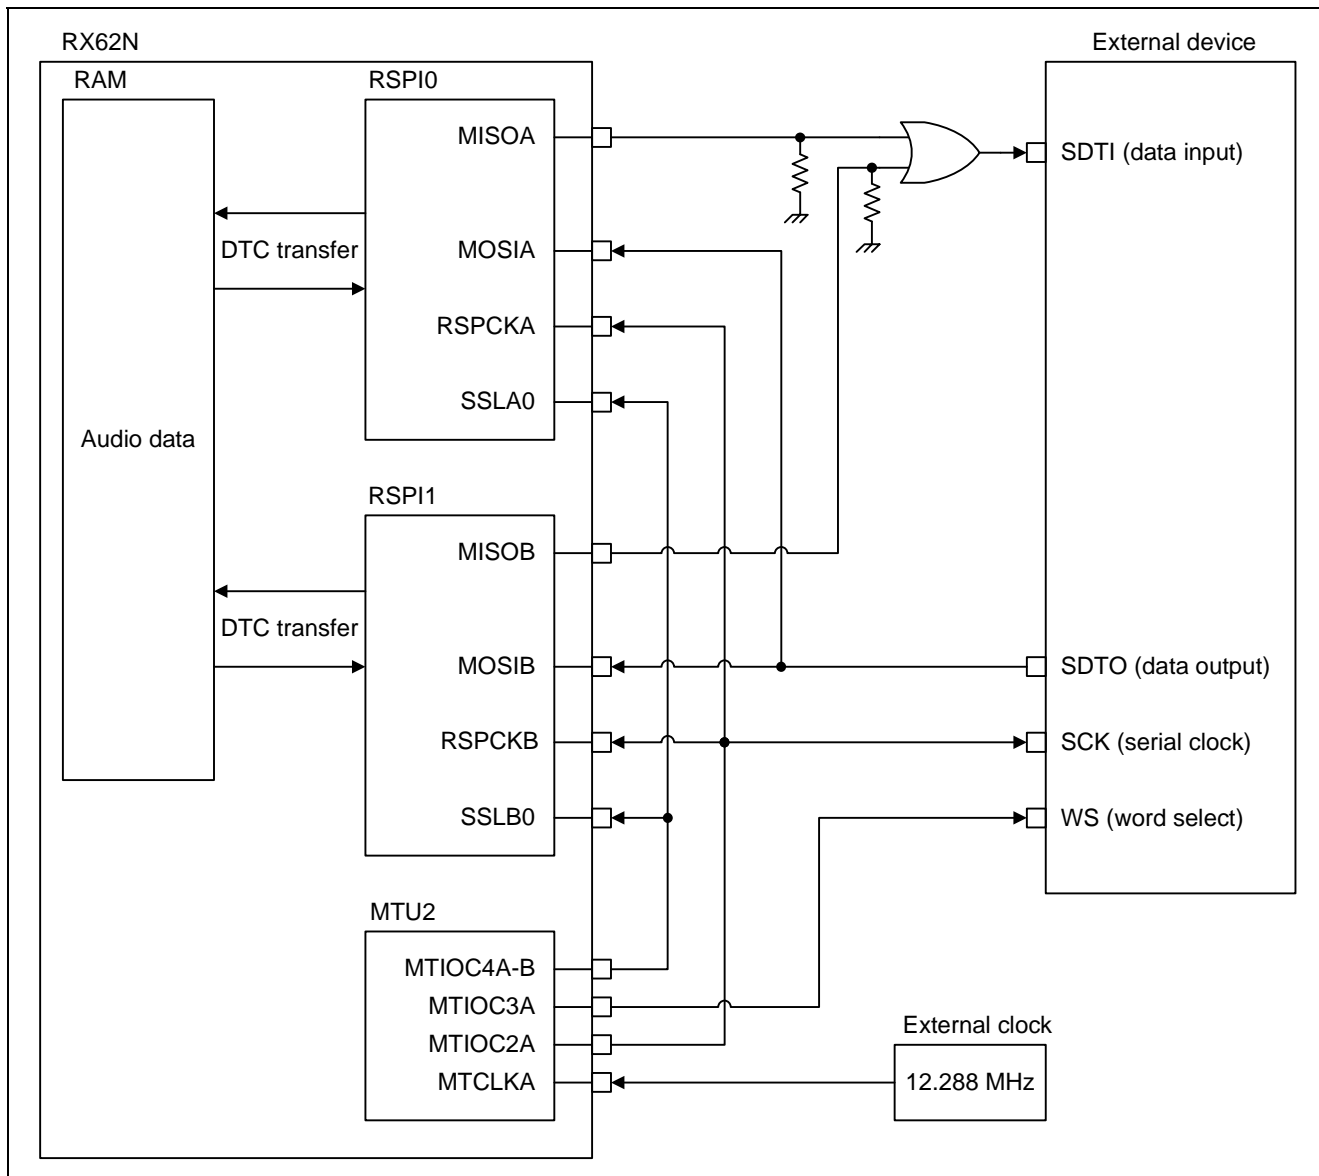 RX62N
External device
RAM
RSPI0
MISOA
SDTI (data input)
DTC transfer
MOSIA
RSPCKA
SSLA0
Audio data
RSPI1
MISOB
DTC transfer
MOSIB
SDTO (data output)
RSPCKB
SCK (serial clock)
SSLB0
WS (word select)
MTU2
MTIOC4A-B
MTIOC3A
External clock
MTIOC2A
MTCLKA
12.288 MHz